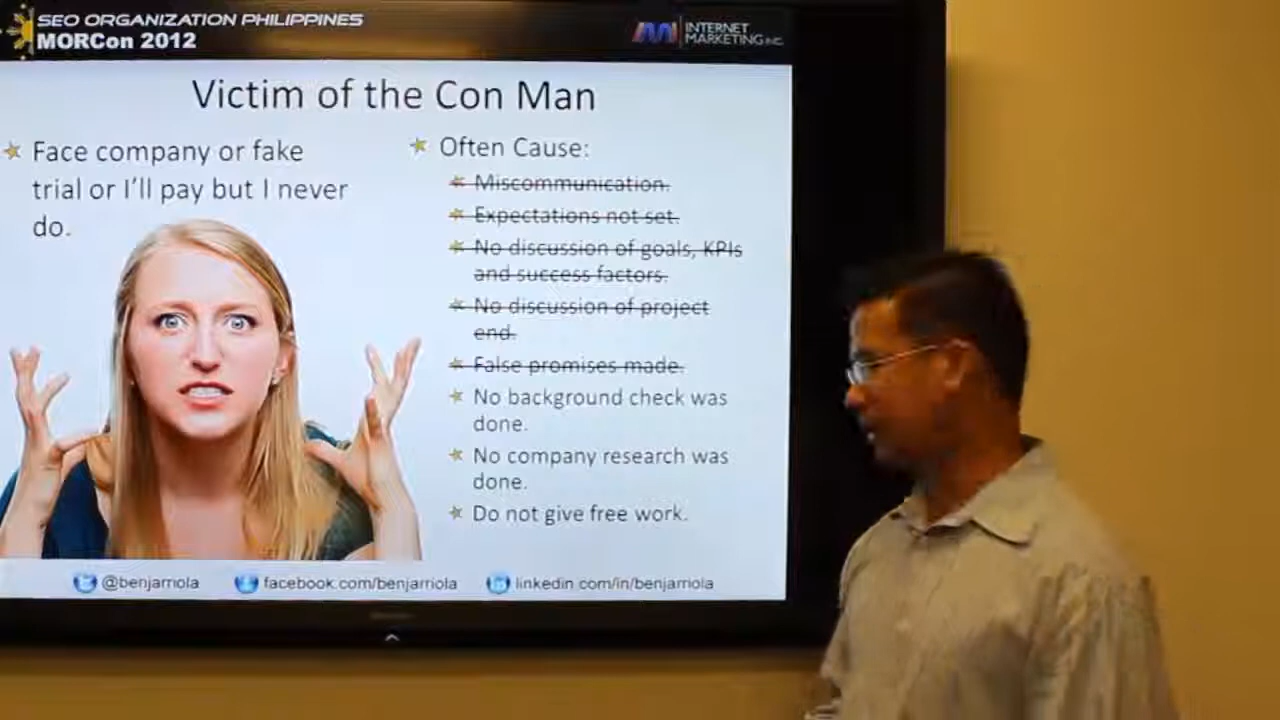 SEO ORGANIZATION PHILIPPINES
MORCon 2012
INTERNET
MARKETING INC.
Victim of the Con Man
Face company or fake
trial or I'll pay but I never
do.
Often Cause:
Miscommunication.
Expectations not set.
No discussion of goals, KPIs
and success factors.
No discussion of project
end.
False promises made.
No background check was
done.
No company research was
done.
Do not give free work.
@benjarriola
facebook.com/benjarriola
linkedin.com/in/benjarriola